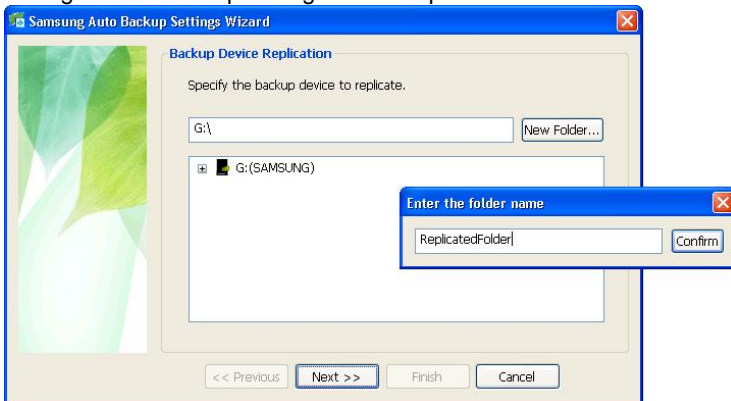 Samsung Auto Backup Settings Wizard
Backup Device Replication
Specify the backup device to replicate.
G:\
New Folder...
G:(SAMSUNG)
Enter the folder name
ReplicatedFolder
Confirm
<< Previous
Next >>
Finish
Cancel